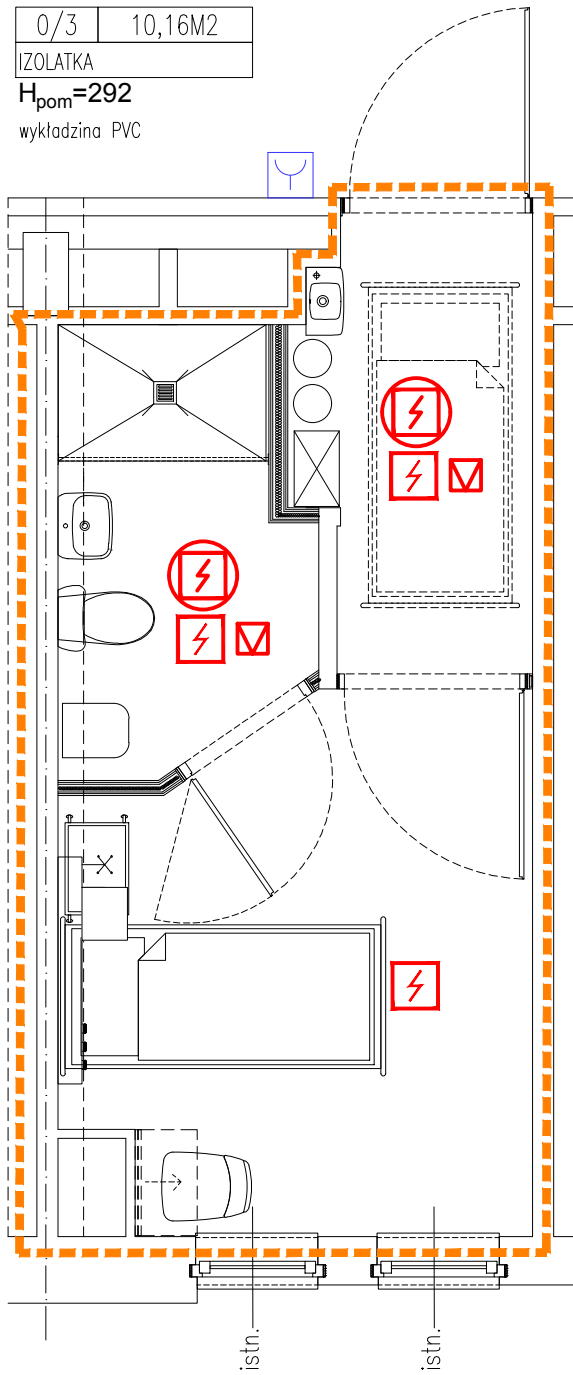 0/3 10,16M2
IZOLATKA
Hpom=292
wykładzina PVC
istn.
istn.